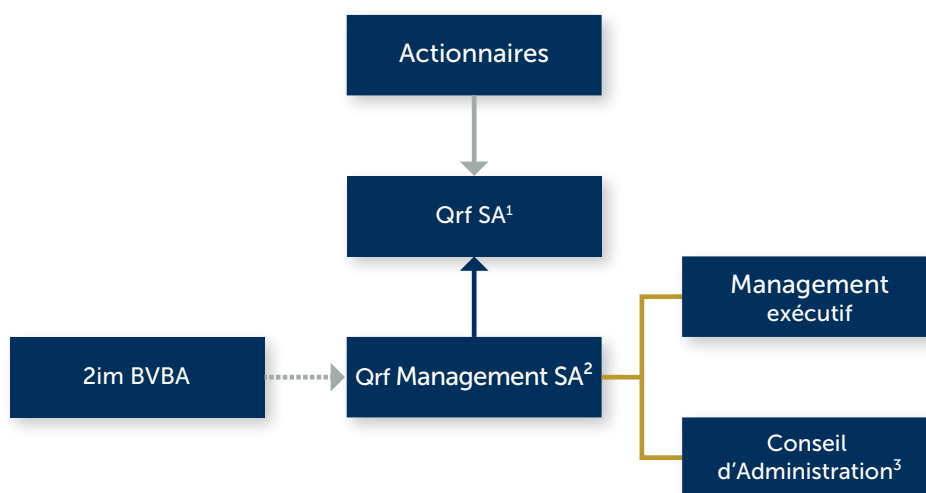 Actionnaires
Qrf SA¹
Management
exécutif
2im BVBA
Qrf Management SA²
Conseil
d’Administration³